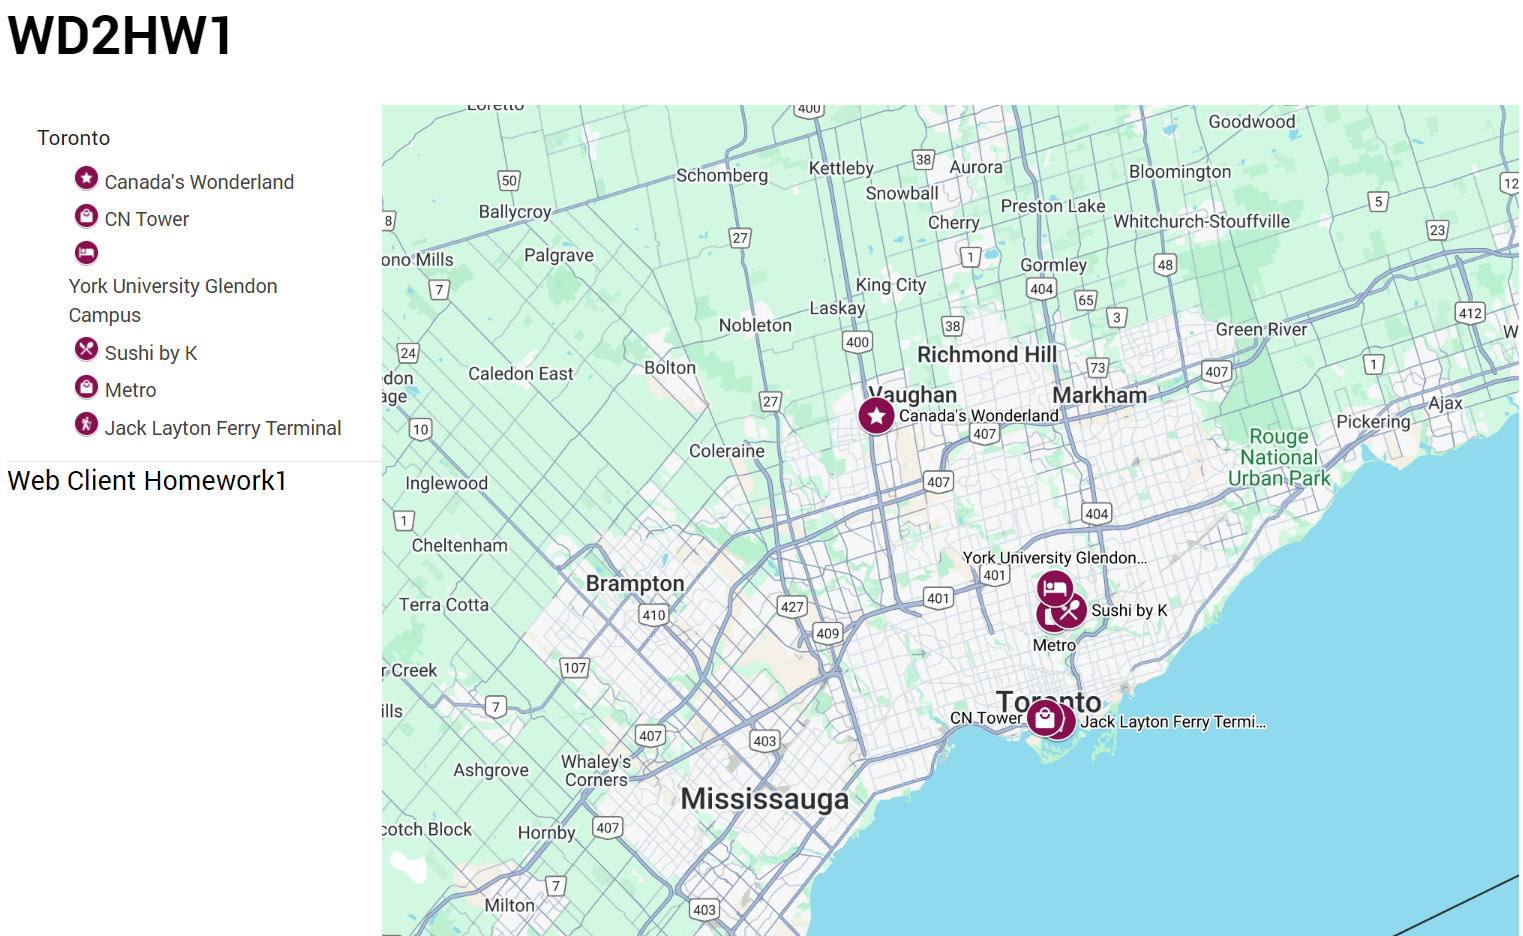 WD2HW1
Toronto
Canada's Wonderland
CN Tower
York University Glendon
Campus
Sushi by K
Metro
Jack Layton Ferry Terminal
Web Client Homework1
Loretto
400
Goodwood
38
Kettleby
Aurora
Schomberg
Bloomington
50
Snowball
12
Ballycroy
Preston Lake
5
8
Cherry
Whitchurch-Stouffville
27
23
ono Mills
Palgrave
1
Gormley
48
7
King City
404
65
Laskay
3
412
Nobleton
38
Green River
W
400
24
Richmond Hill
Caledon East
Bolton
73
407
1
edon
age
Vaughan
Markham
27
Canada's Wonderland
Ajax
10
407
Pickering
Coleraine
Rouge
National
Urban Park
Inglewood
407
1
404
Cheltenham
York University Glendon...
401
Brampton
401
Terra Cotta
427
410
Sushi by K
409
Metro
r Creek
107
Toronto
ills
7
CN Tower
Jack Layton Ferry Termi...
407
403
Ashgrove
Whaley's
Corners
Mississauga
cotch Block
Hornby
407
7
Milton
403